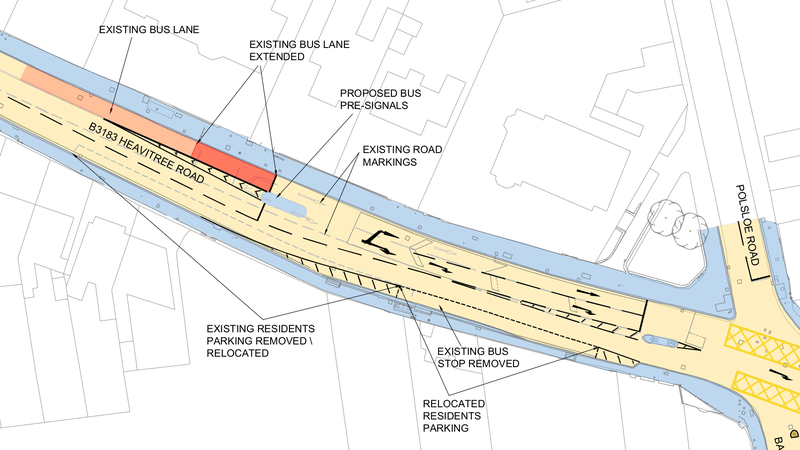 EXISTING BUS LANE
EXISTING BUS LANE
EXTENDED
PROPOSED BUS
PRE-SIGNALS
EXISTING ROAD
MARKINGS
B3183 HEAVITREE ROAD
POLSLOE ROAD
EXISTING RESIDENTS
PARKING REMOVED \
RELOCATED
EXISTING BUS
STOP REMOVED
RELOCATED
RESIDENTS
PARKING
BA